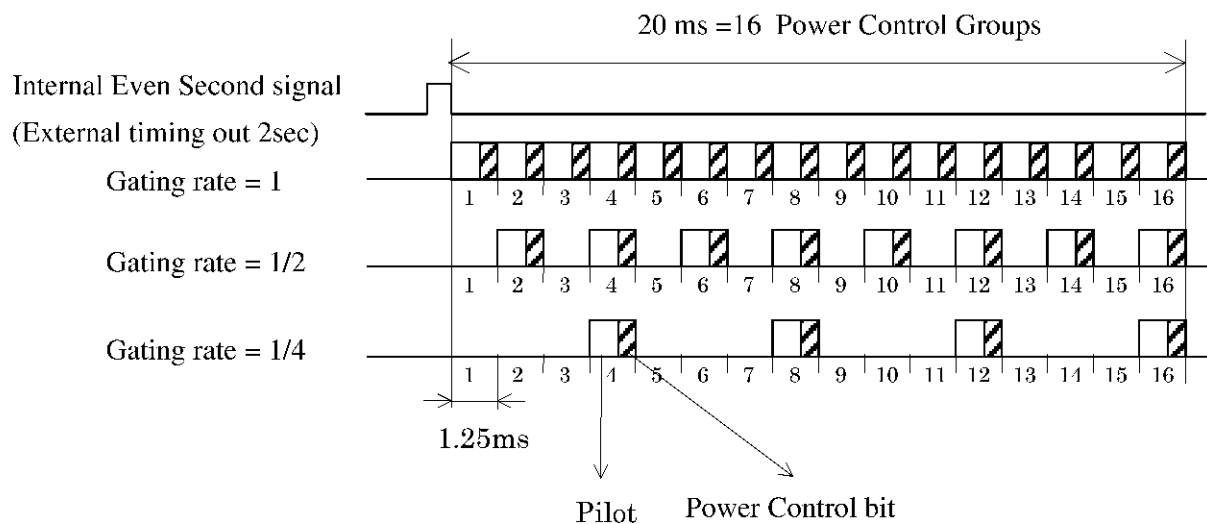 20 ms =16 Power Control Groups
Internal Even Second signal
(External timing out 2sec)
Gating rate = 1
1 2 3 4 5 6 7 8 9 10 11 12 13 14 15 16
Gating rate = 1/2
1 2 3 4 5 6 7 8 9 10 11 12 13 14 15 16
Gating rate = 1/4
1 2 3 4 5 6 7 8 9 10 11 12 13 14 15 16
1.25ms
Pilot
Power Control bit